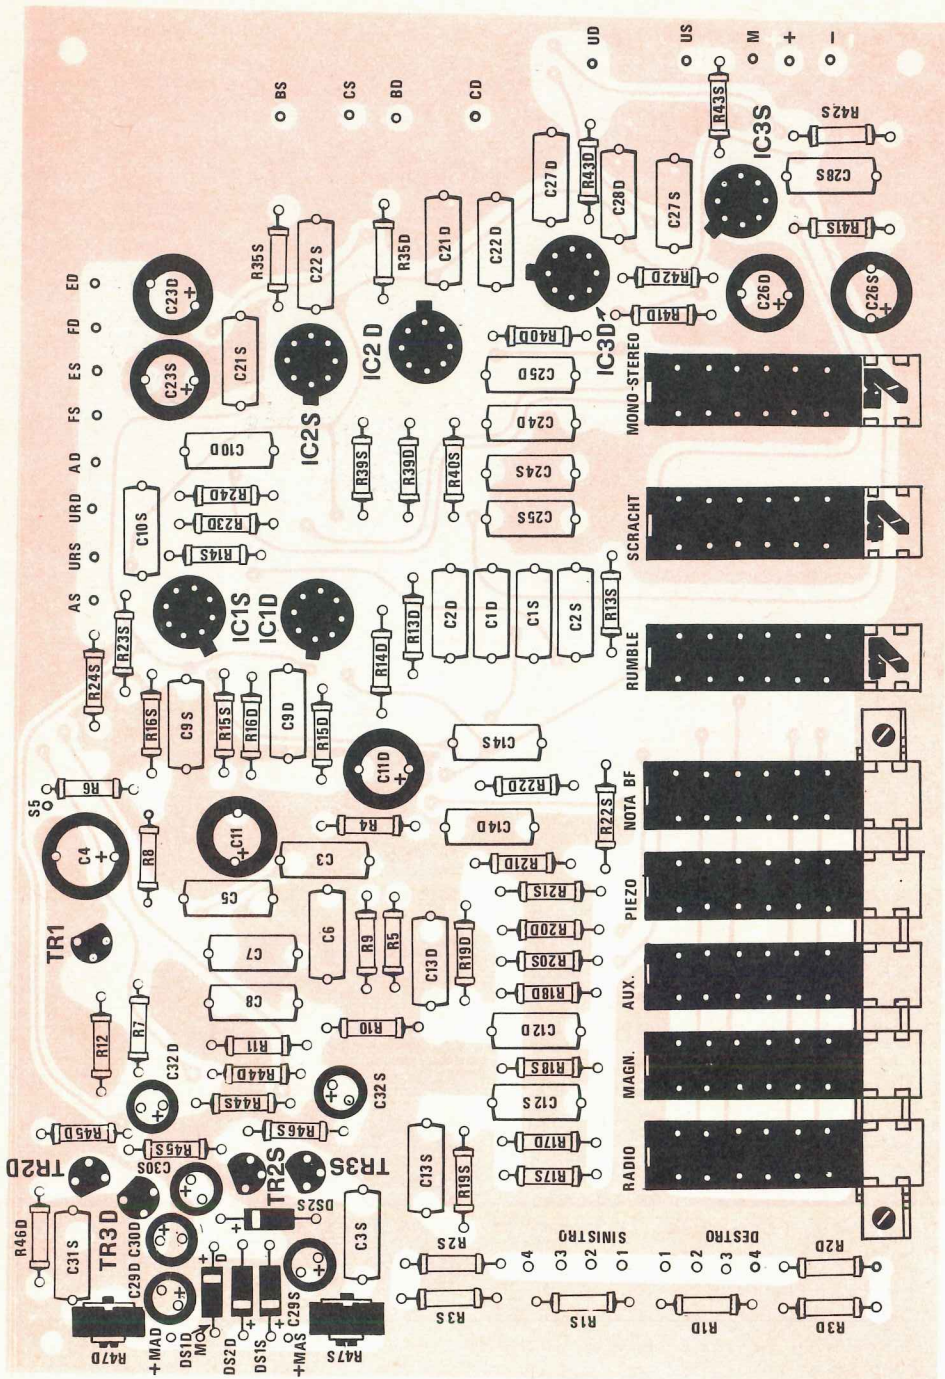 BS
CS
BD
CD
UD
US
M
+
−
R43S
R42S
IC3S
C28S
R41S
C27D
R43D
C28D
C27S
R35S
C22S
R35D
C21D
C22D
ED
FD
ES
FS
AD
URD
URS
AS
C23D
C23S
C21S
IC2S
IC2D
IC3D
R42D
R41D
R40D
C26D
C26S
C25D
C24D
C24S
C25S
C10D
R24D
R23D
R14S
C10S
R39S
R39D
R40S
MONO-STEREO
SCRACHT
RUMBLE
IC1S
IC1D
R23S
R24S
R14D
R13D
C2D
C1D
C1S
C2S
R13S
R16S
C9S
R15S
R16D
C9D
R15D
C11D
C14S
R22D
C14D
R22S
S5
R6
C4
R8
C11
R4
C3
C5
R21D
R21S
R20D
R20S
R18D
TR1
C7
C8
C6
R9
R5
C13D
R19D
R10
R12
R7
C32D
R11
R44D
R44S
C32S
C12D
R18S
C12S
R17D
R17S
NOTA BF
PIEZO
AUX.
MAGN.
RADIO
R45D
R45S
R46S
TR2D
C30S
TR2S
TR3S
DS2S
C13S
R19S
R46D
C31S
TR3D
C30D
C29D
C3S
R47D
+MAD
DS1D
M
D
DS2D
DS1S
+MAS
C29S
R47S
+
R2S
R3S
4
3
2
1
SINISTRO
R1S
1
2
3
4
DESTRO
R1D
R2D
R3D